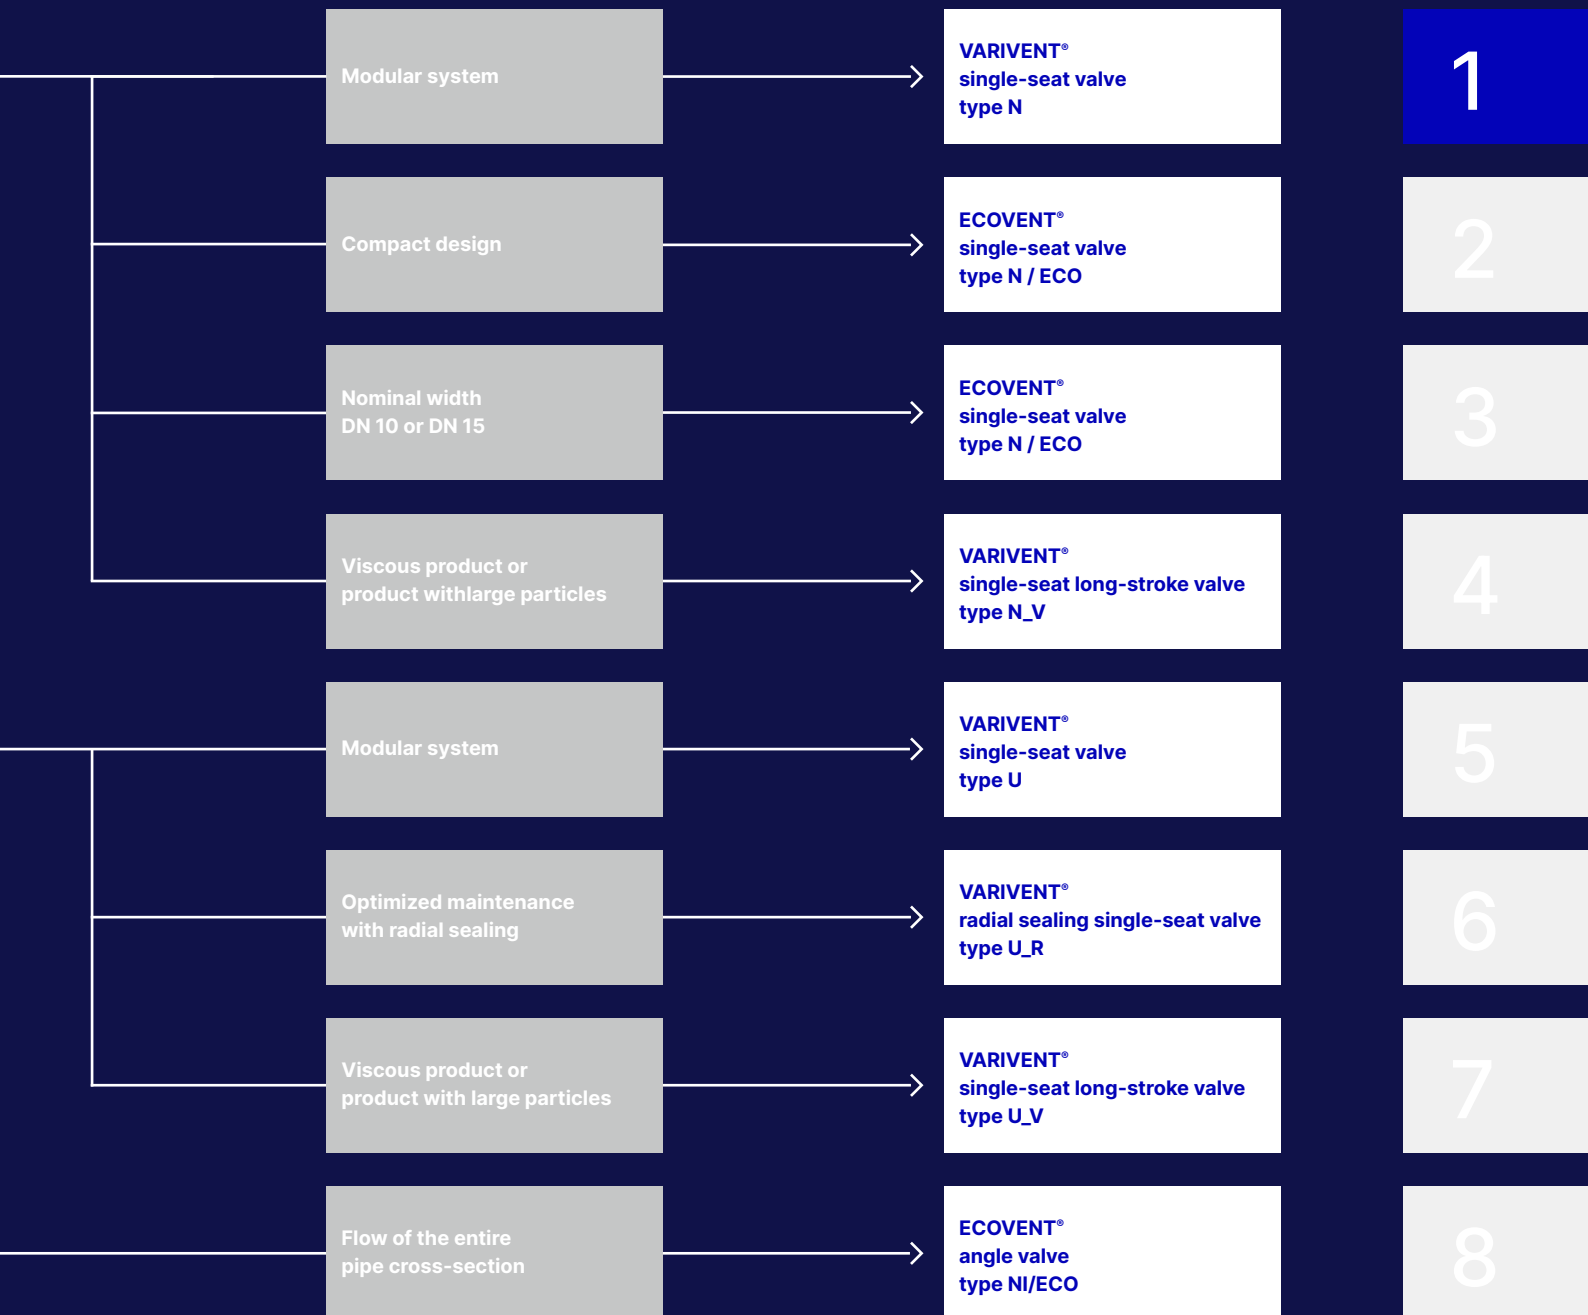 Modular system
VARIVENT®
single-seat valve
type N
1
Compact design
ECOVENT®
single-seat valve
type N / ECO
2
Nominal width
DN 10 or DN 15
ECOVENT®
single-seat valve
type N / ECO
3
Viscous product or
product withlarge particles
VARIVENT®
single-seat long-stroke valve
type N_V
4
Modular system
VARIVENT®
single-seat valve
type U
5
Optimized maintenance
with radial sealing
VARIVENT®
radial sealing single-seat valve
type U_R
6
Viscous product or
product with large particles
VARIVENT®
single-seat long-stroke valve
type U_V
7
Flow of the entire
pipe cross-section
ECOVENT®
angle valve
type NI/ECO
8